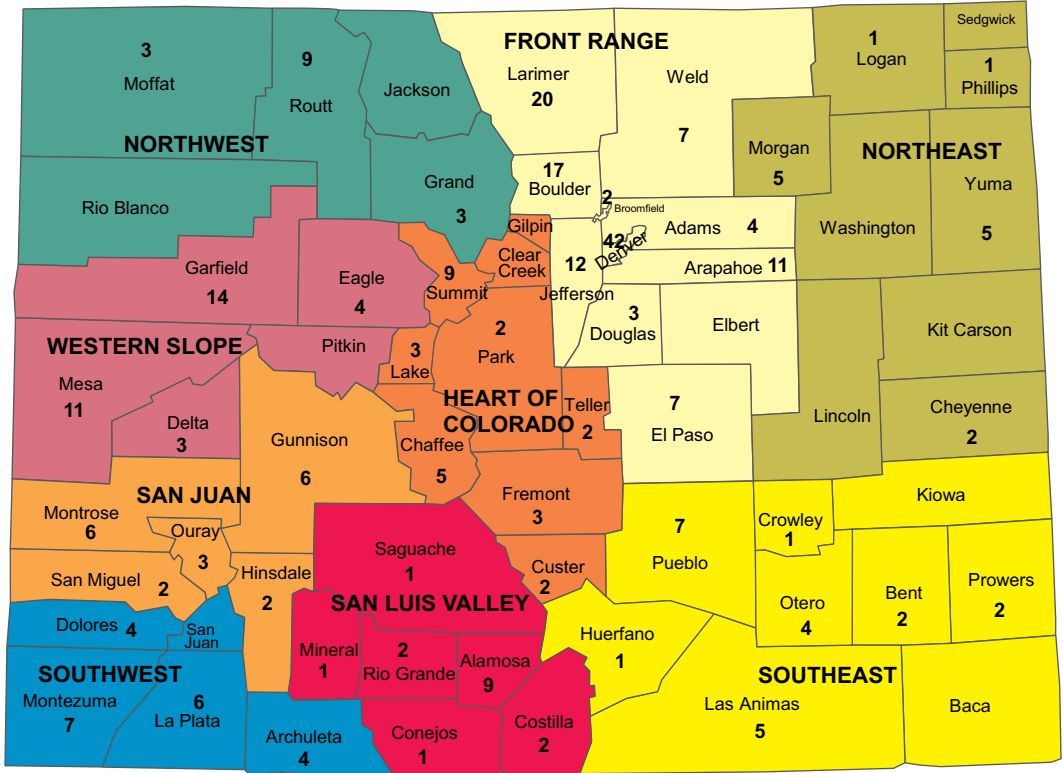 3
Moffat
9
Routt
Jackson
NORTHWEST
Rio Blanco
Grand
3
FRONT RANGE
Larimer
20
Weld
7
17
Boulder
2
Broomfield
42
Denver
Adams 4
Arapahoe 11
12
Jefferson
3
Douglas
Elbert
7
El Paso
1
Logan
Sedgwick
1
Phillips
Morgan
5
NORTHEAST
Yuma
5
Washington
Kit Carson
Lincoln
Cheyenne
2
Garfield
14
Eagle
4
WESTERN SLOPE
Pitkin
Mesa
11
Delta
3
Gilpin
Clear
Creek
9
Summit
2
Park
3
Lake
HEART OF
COLORADO
Teller
2
Chaffee
5
Fremont
3
Custer
2
Gunnison
6
SAN JUAN
Montrose
6
Ouray
3
San Miguel
2
Hinsdale
2
Dolores 4
San
Juan
SOUTHWEST
Montezuma
7
6
La Plata
Archuleta
4
Saguache
1
SAN LUIS VALLEY
Mineral
1
2
Rio Grande
Alamosa
9
Conejos
1
Costilla
2
7
Pueblo
Crowley
1
Kiowa
Otero
4
Bent
2
Prowers
2
Huerfano
1
SOUTHEAST
Las Animas
5
Baca